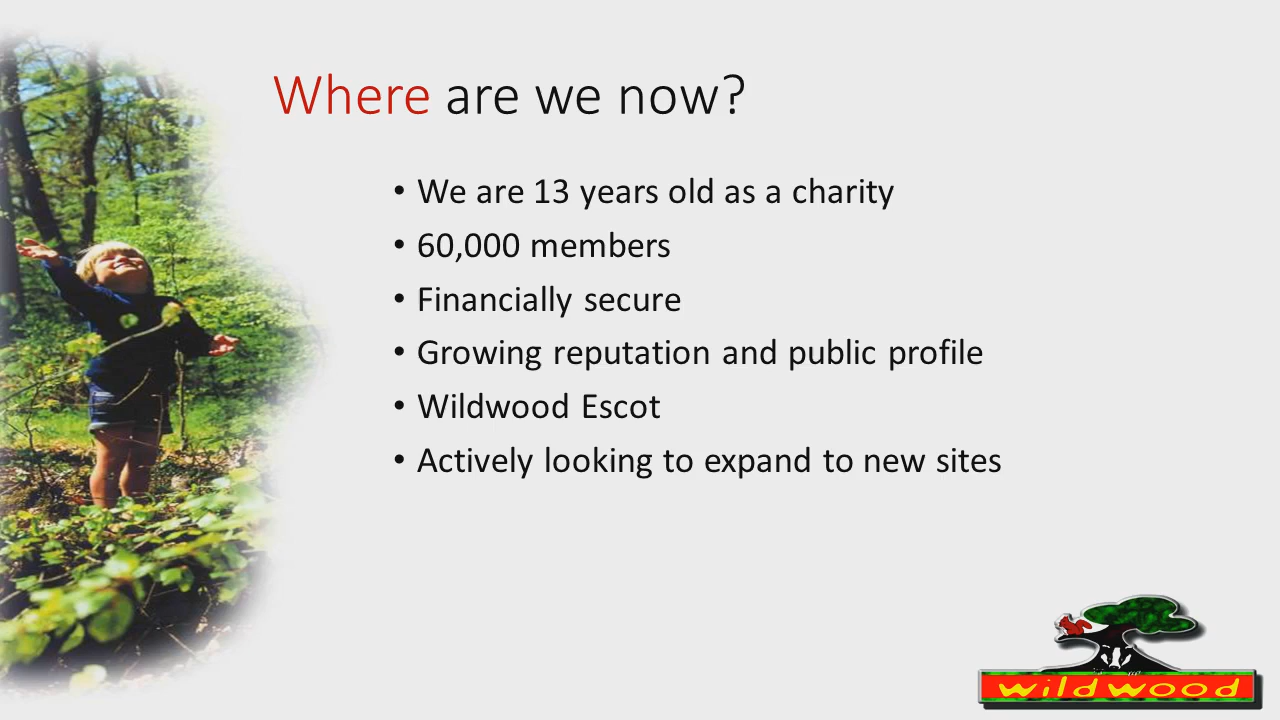 Where are we now?
• We are 13 years old as a charity
• 60,000 members
• Financially secure
• Growing reputation and public profile
• Wildwood Escot
• Actively looking to expand to new sites
wildwood